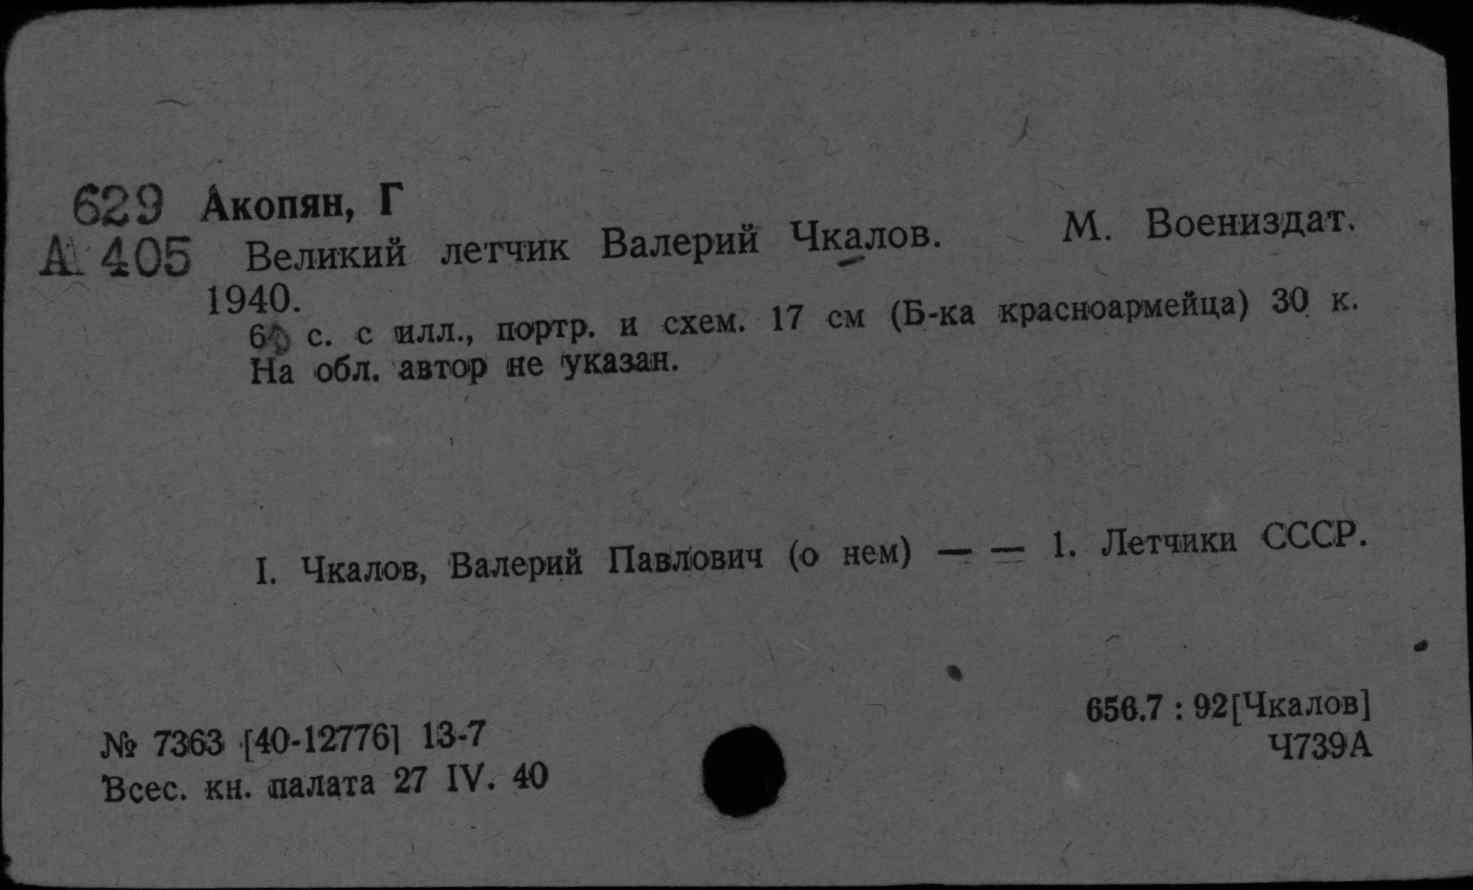 629 Акопян, Г
А. 405 Великий летчик Валерий Чкалов. М. Воениздат.
1940.
с. с илл., портр. и схем. 17 см (Б-ка красноармейца) 30 к.
На обл. автор не указан.
I. Чкалов, Валерий Павлович (о нем) — — 1. Летчики СССР.
656.7 : 92[Чкалов]
Ч739А
№ 7363 [40-12776] 13-7
Всес. кн. палата 27 IV. 40